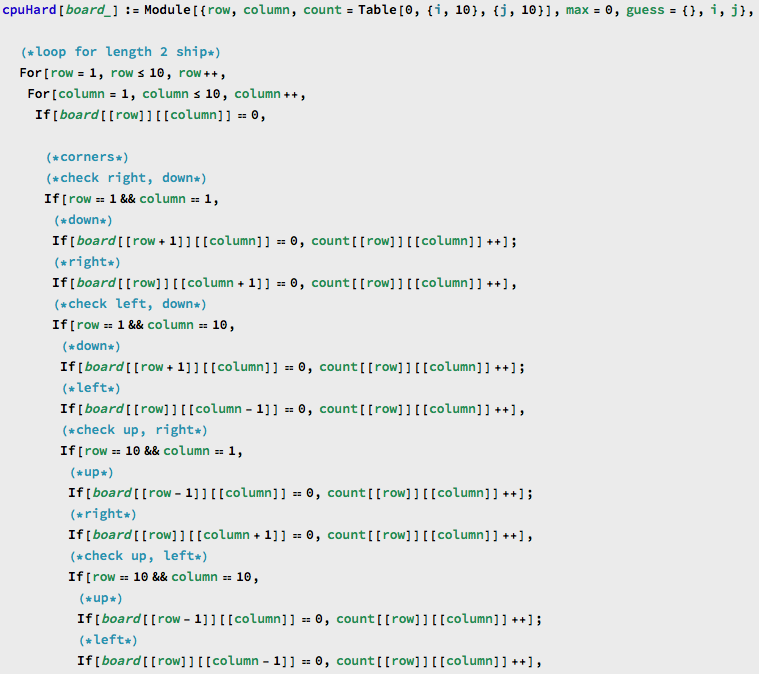 cpuHard[board_] := Module[{row, column, count = Table[0, {i, 10}, {j, 10}], max = 0, guess = {}, i, j},
(*loop for length 2 ship*)
For[row = 1, row ≤ 10, row++,
For[column = 1, column ≤ 10, column++,
If[board[[row]][[column]] == 0,
(*corners*)
(*check right, down*)
If[row == 1 && column == 1,
(*down*)
If[board[[row + 1]][[column]] == 0, count[[row]][[column]] ++];
(*right*)
If[board[[row]][[column + 1]] == 0, count[[row]][[column]] ++],
(*check left, down*)
If[row == 1 && column == 10,
(*down*)
If[board[[row + 1]][[column]] == 0, count[[row]][[column]] ++];
(*left*)
If[board[[row]][[column - 1]] == 0, count[[row]][[column]] ++],
(*check up, right*)
If[row == 10 && column == 1,
(*up*)
If[board[[row - 1]][[column]] == 0, count[[row]][[column]] ++];
(*right*)
If[board[[row]][[column + 1]] == 0, count[[row]][[column]] ++],
(*check up, left*)
If[row == 10 && column == 10,
(*up*)
If[board[[row - 1]][[column]] == 0, count[[row]][[column]] ++];
(*left*)
If[board[[row]][[column - 1]] == 0, count[[row]][[column]] ++],